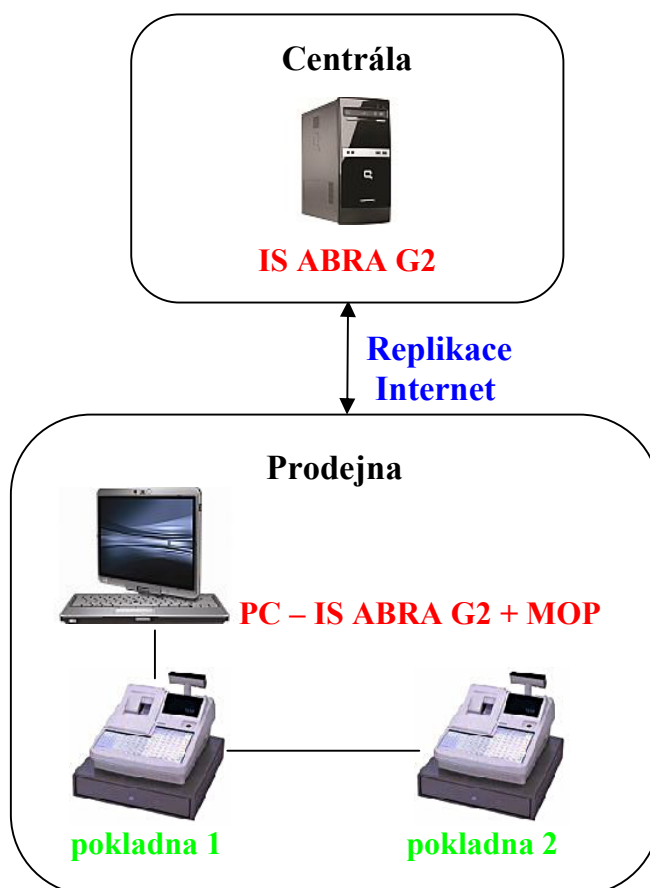 Centrála
IS ABRA G2
Replikace
Internet
Prodejna
PC – IS ABRA G2 + MOP
pokladna 1
pokladna 2